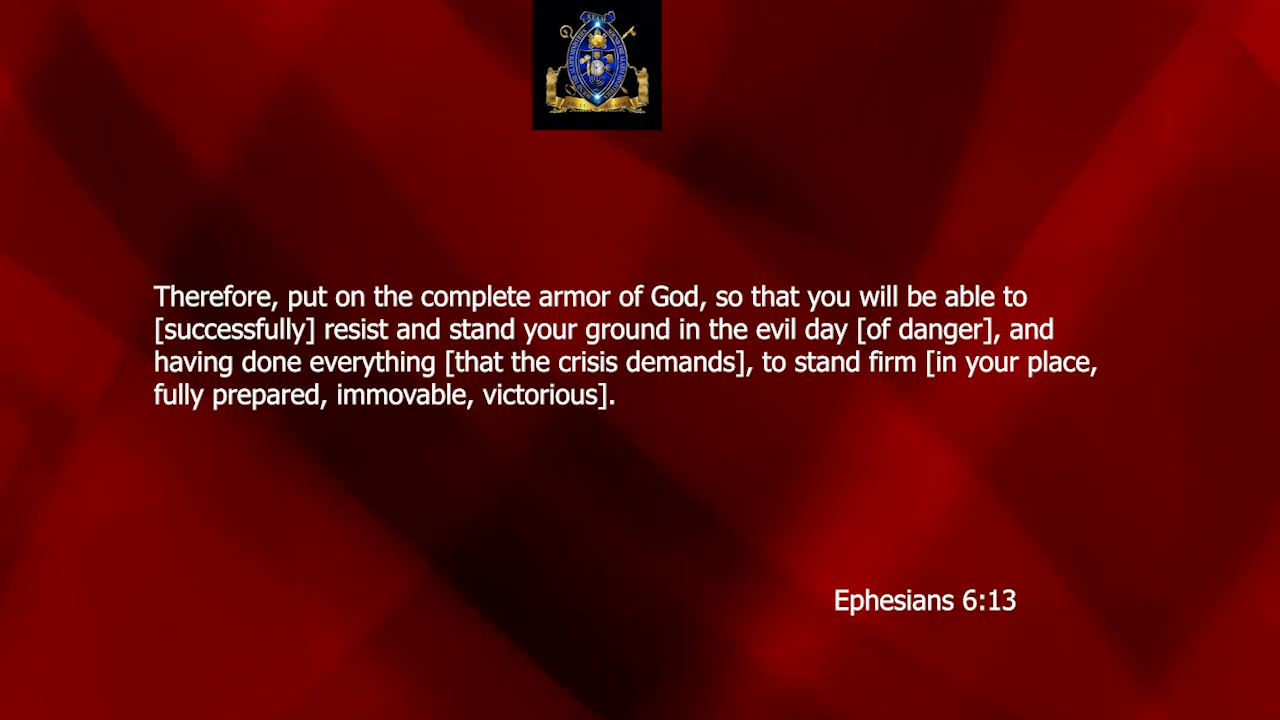 Therefore, put on the complete armor of God, so that you will be able to
[successfully] resist and stand your ground in the evil day [of danger], and
having done everything [that the crisis demands], to stand firm [in your place,
fully prepared, immovable, victorious].
Ephesians 6:13